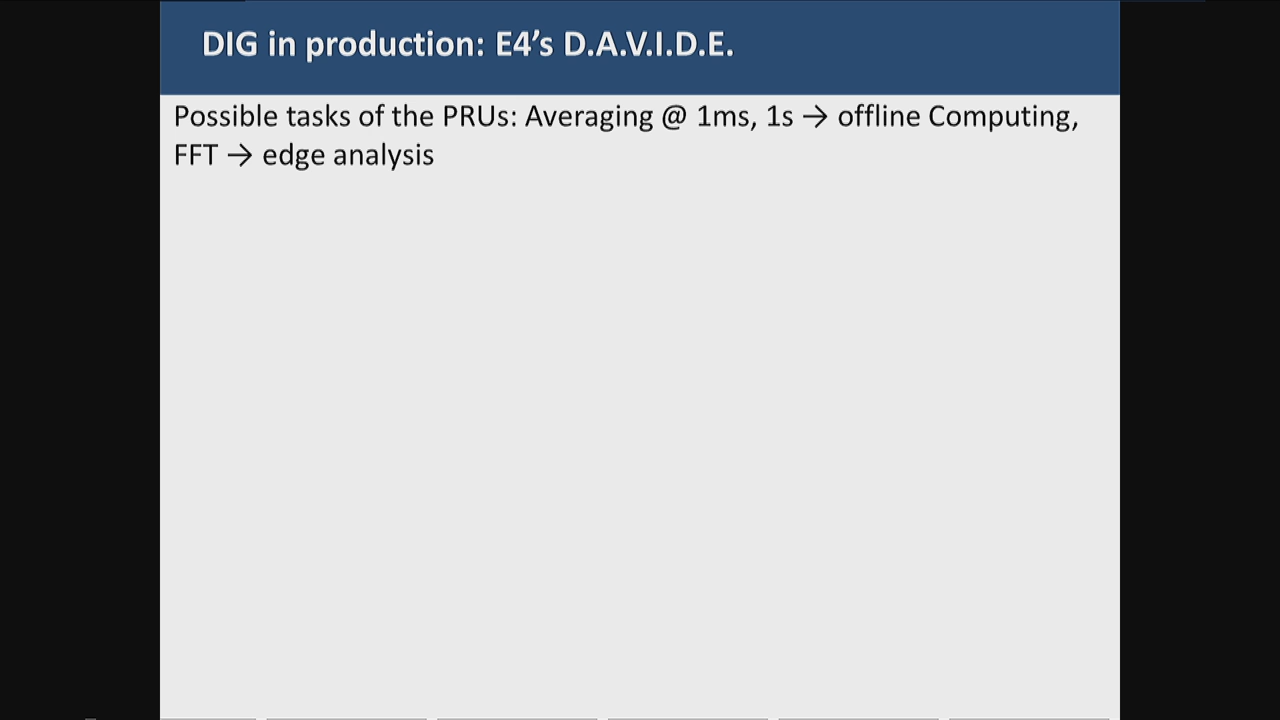 DIG in production: E4’s D.A.V.I.D.E.
Possible tasks of the PRUs: Averaging @ 1ms, 1s → offline Computing,
FFT → edge analysis